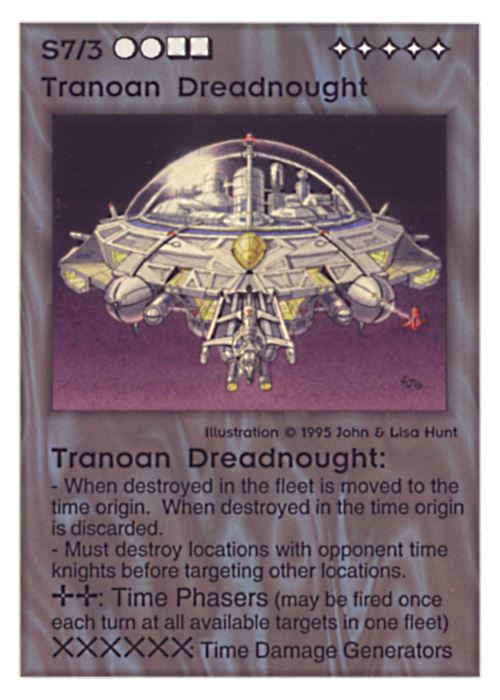 S7/3
Tranoan Dreadnought
Illustration © 1995 John & Lisa Hunt
Tranoan Dreadnought:
- When destroyed in the fleet is moved to the
time origin. When destroyed in the time origin
is discarded.
- Must destroy locations with opponent time
knights before targeting other locations.
++: Time Phasers (may be fired once
each turn at all available targets in one fleet)
XXXXXX: Time Damage Generators